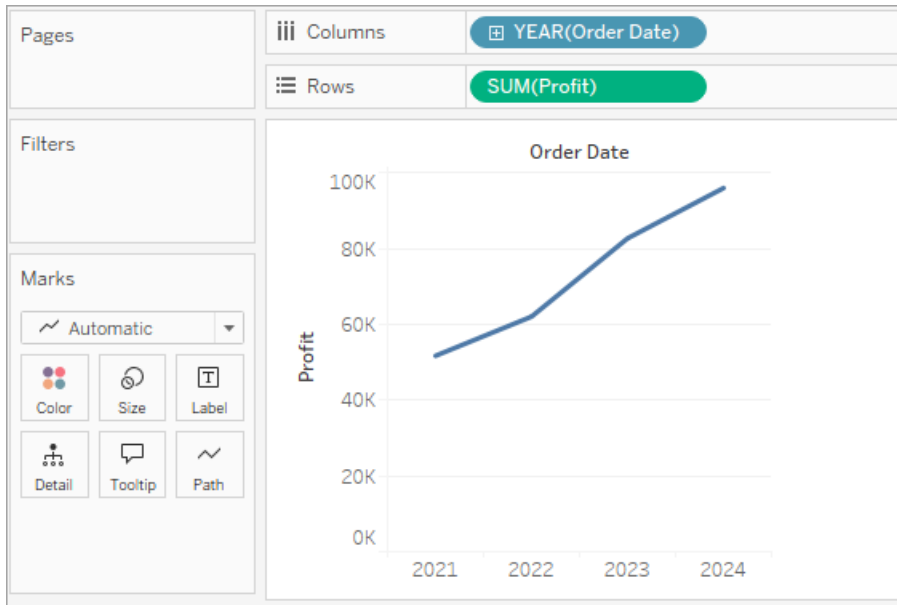 Pages
Columns
YEAR(Order Date)
Rows
SUM(Profit)
Filters
Marks
Automatic
Color
Size
Label
Detail
Tooltip
Path
Order Date
Profit
100K
80K
60K
40K
20K
0K
2021 2022 2023 2024